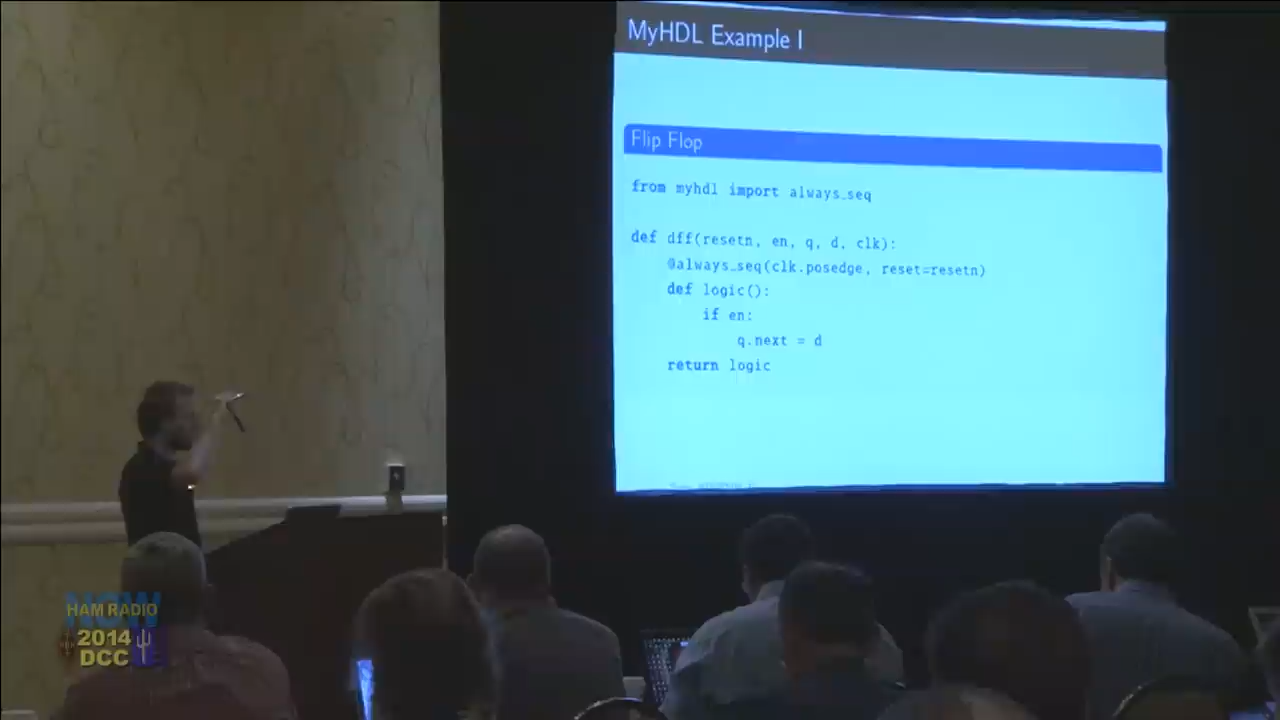 MyHDL Example I
Flip Flop
from myhdl import always_seq
def dff(resetn, en, q, d, clk):
@always_seq(clk.posedge, reset=resetn)
def logic():
if en:
q.next = d
return logic
NOW
HAM RADIO
2014
DCC